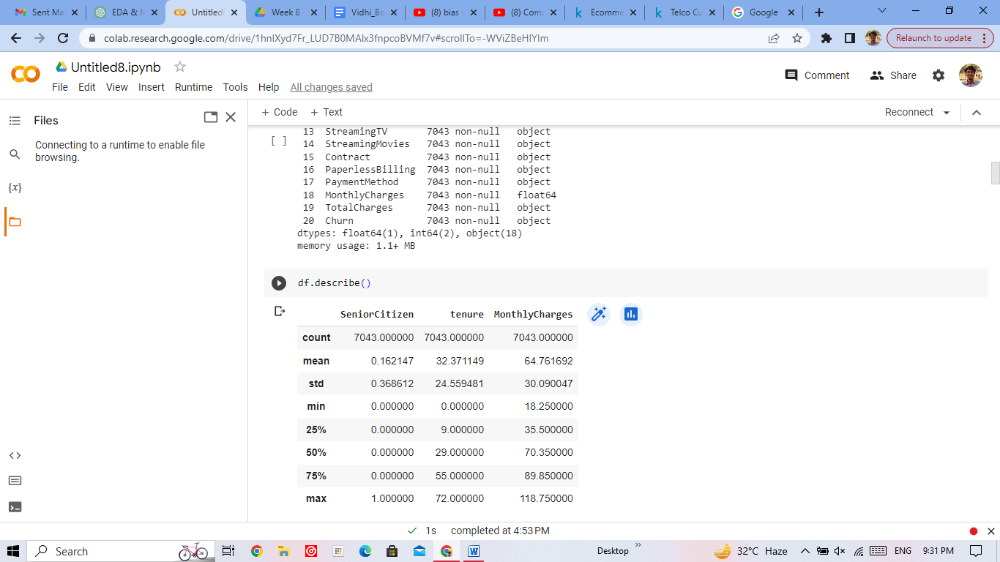 Sent Ma
EDA & M
Untitled
Week 8
Vidhi_Bo
(8) bias v
(8) Comp
Ecomme
Telco Cu
Google
colab.research.google.com/drive/1hnlXyd7Fr_LUD7B0MAlx3fnpcoBVMf7v#scrollTo=-WViZBeHIYIm
Relaunch to update
Untitled8.ipynb
File Edit View Insert Runtime Tools Help All changes saved
Comment Share
Files
Connecting to a runtime to enable file
browsing.
+ Code + Text
Reconnect
[ ]
13 StreamingTV 7043 non-null object
14 StreamingMovies 7043 non-null object
15 Contract 7043 non-null object
16 PaperlessBilling 7043 non-null object
17 PaymentMethod 7043 non-null object
18 MonthlyCharges 7043 non-null float64
19 TotalCharges 7043 non-null object
20 Churn 7043 non-null object
dtypes: float64(1), int64(2), object(18)
memory usage: 1.1+ MB
df.describe()
SeniorCitizen tenure MonthlyCharges
count 7043.000000 7043.000000 7043.000000
mean 0.162147 32.371149 64.761692
std 0.368612 24.559481 30.090047
min 0.000000 0.000000 18.250000
25% 0.000000 9.000000 35.500000
50% 0.000000 29.000000 70.350000
75% 0.000000 55.000000 89.850000
max 1.000000 72.000000 118.750000
{x}
<>
1s completed at 4:53 PM
Search
Desktop
32°C Haze
ENG
9:31 PM